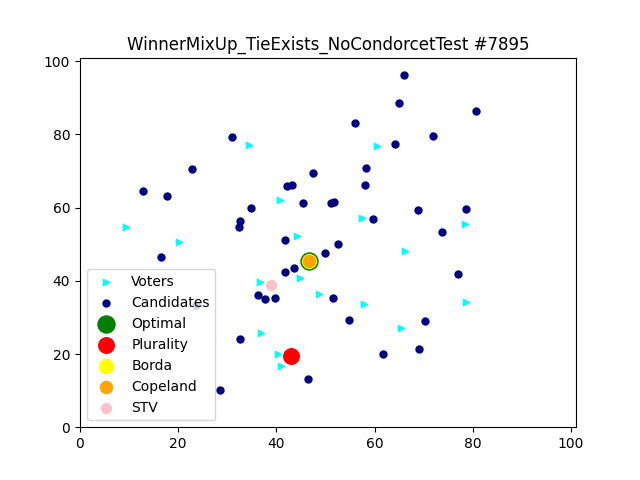 WinnerMixUp_TieExists_NoCondorcetTest #7895
100
80
60
40
20
0
Voters
Candidates
Optimal
Plurality
Borda
Copeland
STV
0 20 40 60 80 100